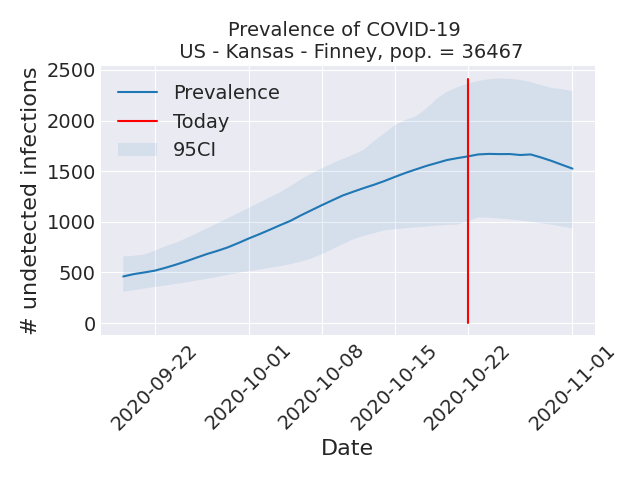 Prevalence of COVID-19
US - Kansas - Finney, pop. = 36467
# undetected infections
2500
2000
1500
1000
500
0
Prevalence
Today
95CI
2020-09-22
2020-10-01
2020-10-08
2020-10-15
2020-10-22
2020-11-01
Date